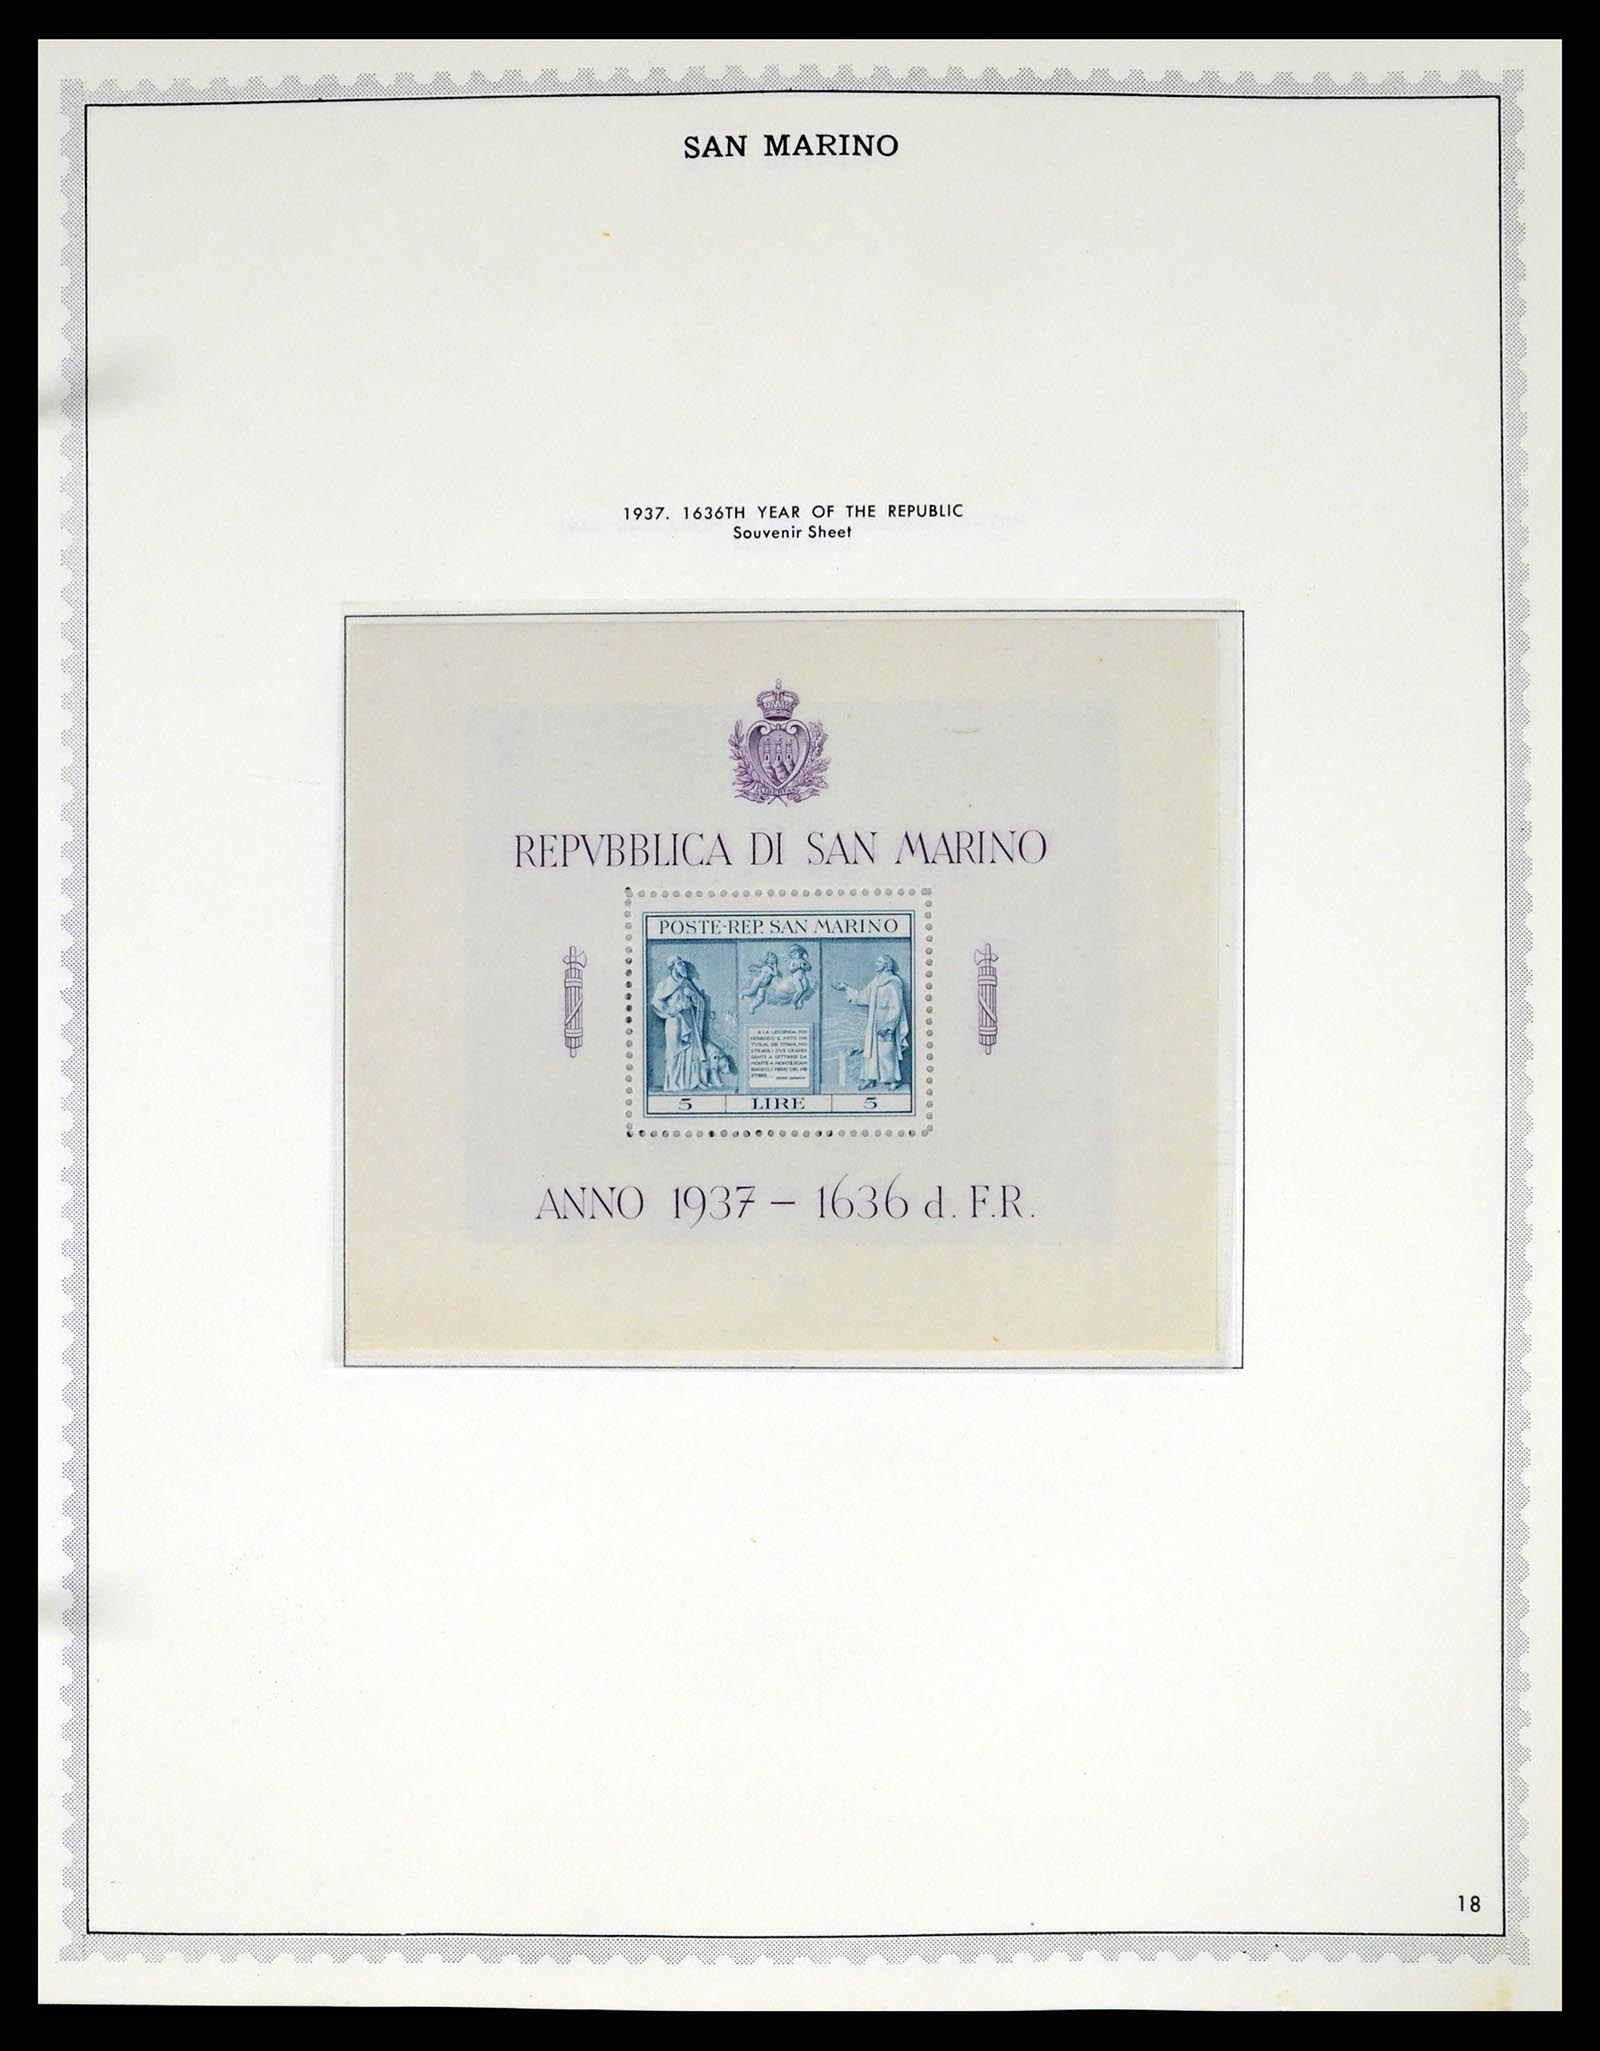 SAN MARINO
1937. 1636TH YEAR OF THE REPUBLIC
Souvenir Sheet
REPVBBLICA DI SAN MARINO
POSTE-REP. SAN MARINO
5 LIRE 5
ANNO 1937 – 1636 d. F.R.
18